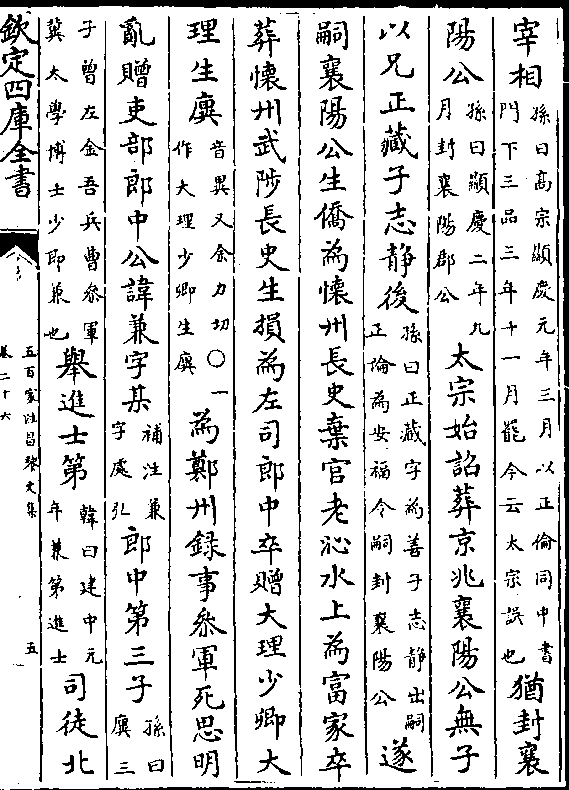 宰相孫曰高宗顯慶元年三月以正倫同中書門下三品三年十一月罷今云太宗誤也猶封襄
陽公孫曰顯慶二年九月封襄陽郡公太宗始詔葬京兆襄陽公無子
以兄正藏子志靜後孫曰正藏字為善子志靜出嗣正論為安福令嗣封襄陽公遂
嗣襄陽公生僑為懷州長史棄官老沁水上為富家卒
葬懷州武陟長史生損為左司郎中卒贈大理少卿大
理生廙音異又余力切〇一作大理少卿生廙為鄭州録事參軍死思明
亂贈吏部郎中公諱兼字某補注兼字處弘郎中第三子孫曰廙三
子曾左金吾兵曹參軍冀太學博士少即兼也舉進士第韓曰建中元年兼第進士司徒北
欽定四庫全書
五百家注昌黎文集
卷二十六
五